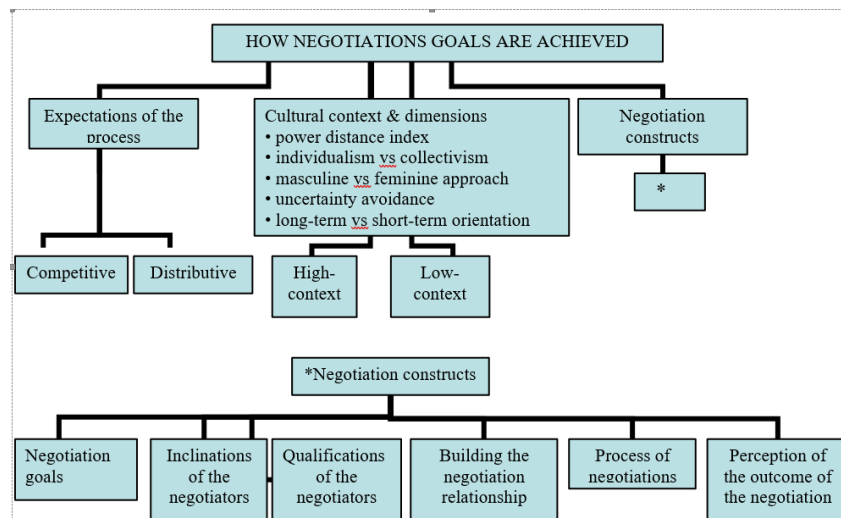 HOW NEGOTIATIONS GOALS ARE ACHIEVED
Expectations of the
process
Cultural context & dimensions
• power distance index
• individualism vs collectivism
• masculine vs feminine approach
• uncertainty avoidance
• long-term vs short-term orientation
Negotiation
constructs
*
Competitive
Distributive
High-
context
Low-
context
*Negotiation constructs
Negotiation
goals
Inclinations
of the
negotiators
Qualifications
of the
negotiators
Building the
negotiation
relationship
Process of
negotiations
Perception of
the outcome of
the negotiation